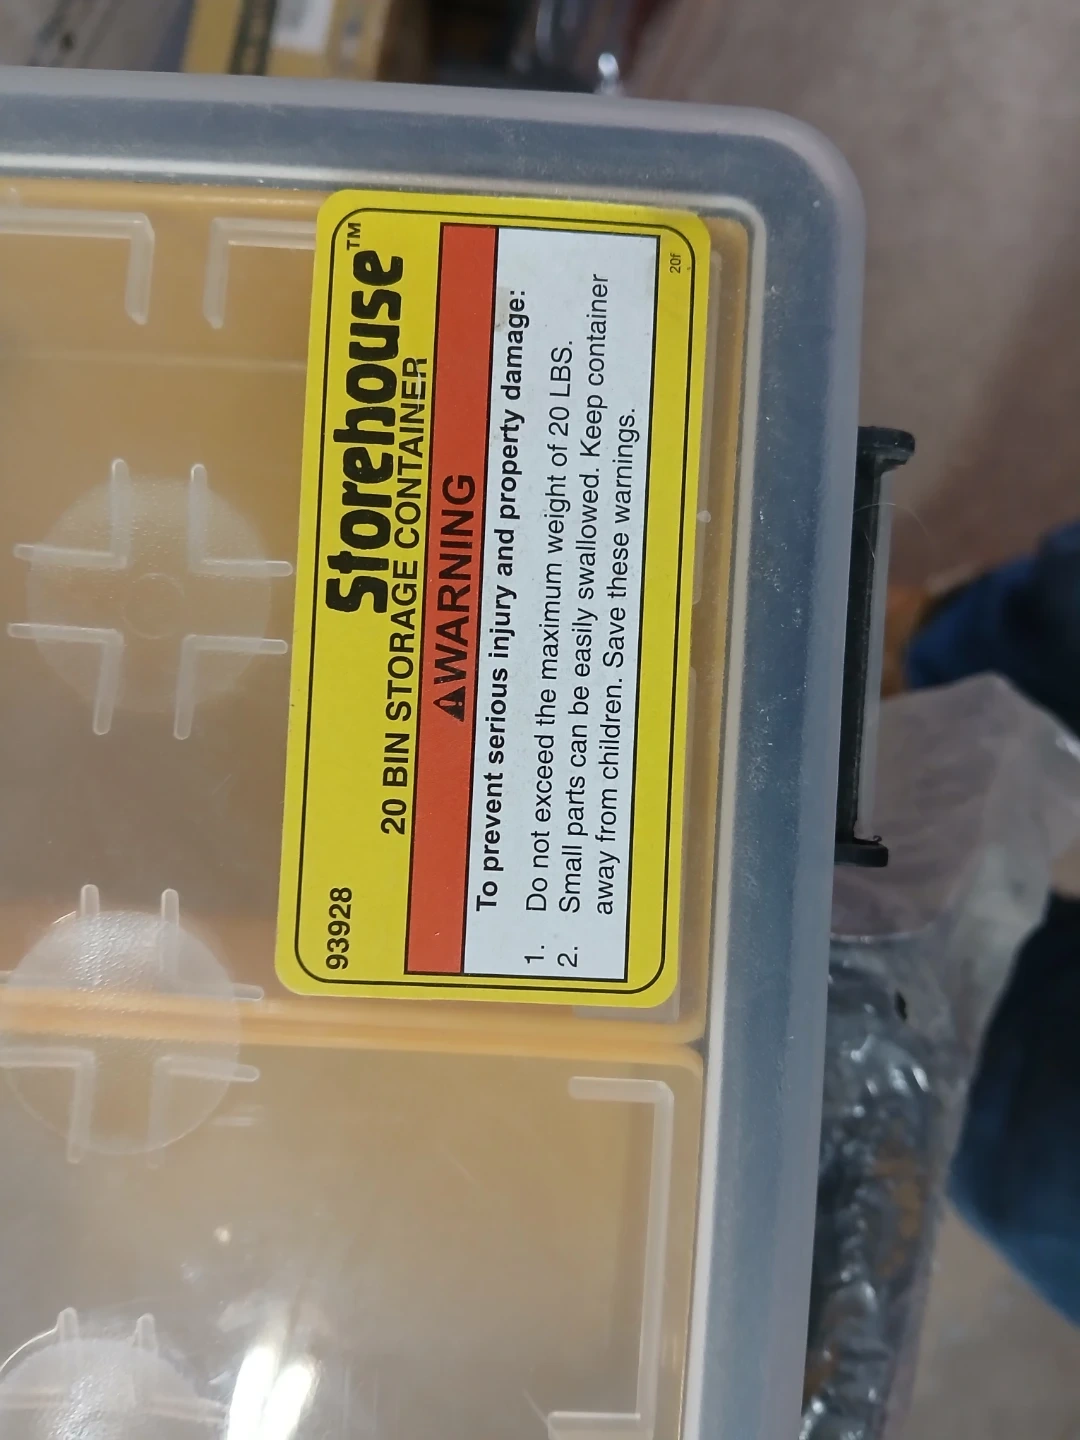 Storehouse™
93928
20 BIN STORAGE CONTAINER
⚠WARNING
To prevent serious injury and property damage:
1. Do not exceed the maximum weight of 20 LBS.
2. Small parts can be easily swallowed. Keep container
away from children. Save these warnings.
20f